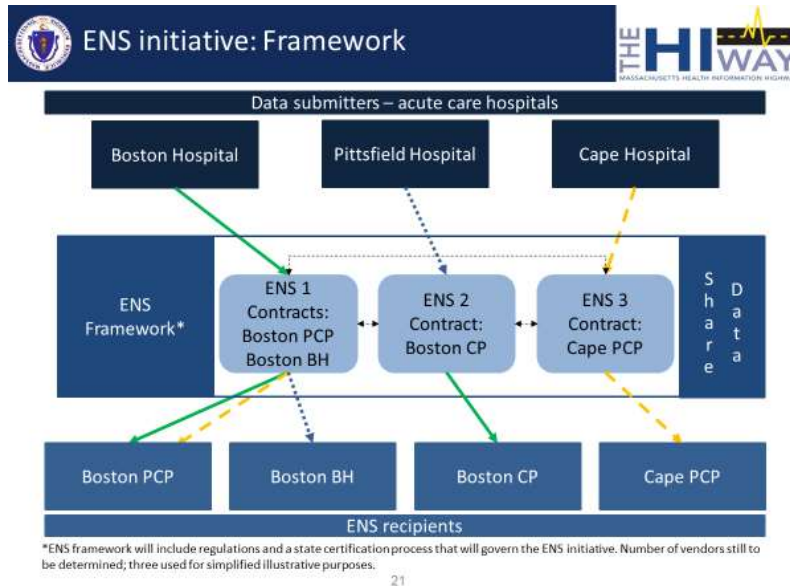 ENS initiative: Framework
THE HIWAY
MASSACHUSETTS HEALTH INFORMATION HIGHWAY
Data submitters – acute care hospitals
Boston Hospital
Pittsfield Hospital
Cape Hospital
ENS
Framework*
ENS 1
Contracts:
Boston PCP
Boston BH
ENS 2
Contract:
Boston CP
ENS 3
Contract:
Cape PCP
Share
Data
Boston PCP
Boston BH
Boston CP
Cape PCP
ENS recipients
*ENS framework will include regulations and a state certification process that will govern the ENS initiative. Number of vendors still to
be determined; three used for simplified illustrative purposes.
21